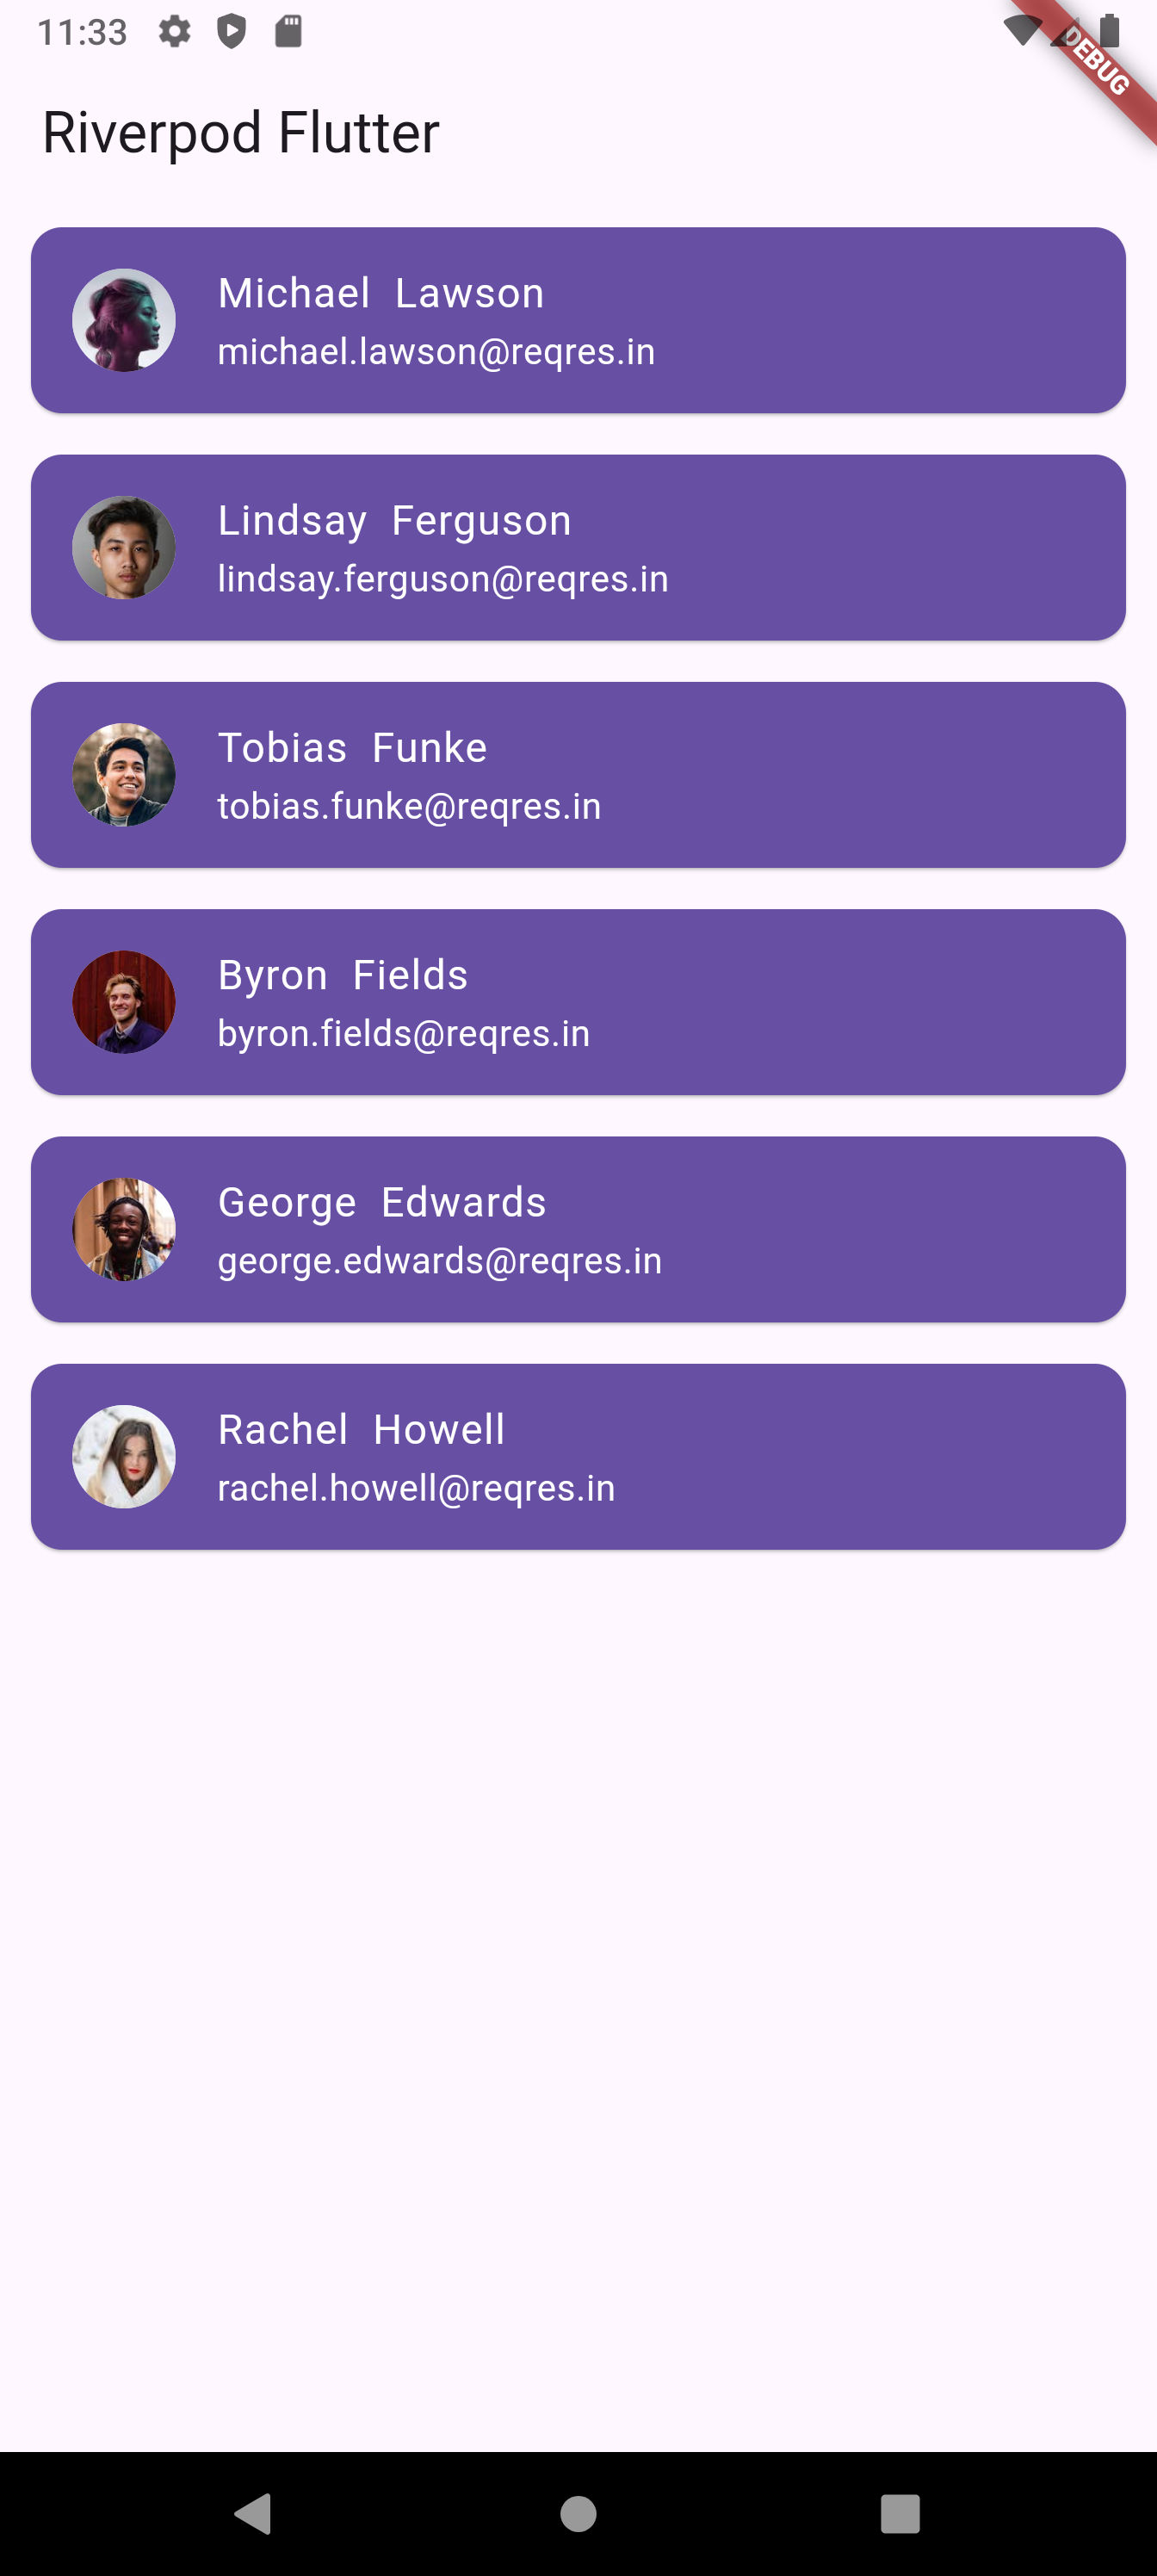 11:33
DEBUG
Riverpod Flutter
Michael Lawson
michael.lawson@reqres.in
Lindsay Ferguson
lindsay.ferguson@reqres.in
Tobias Funke
tobias.funke@reqres.in
Byron Fields
byron.fields@reqres.in
George Edwards
george.edwards@reqres.in
Rachel Howell
rachel.howell@reqres.in